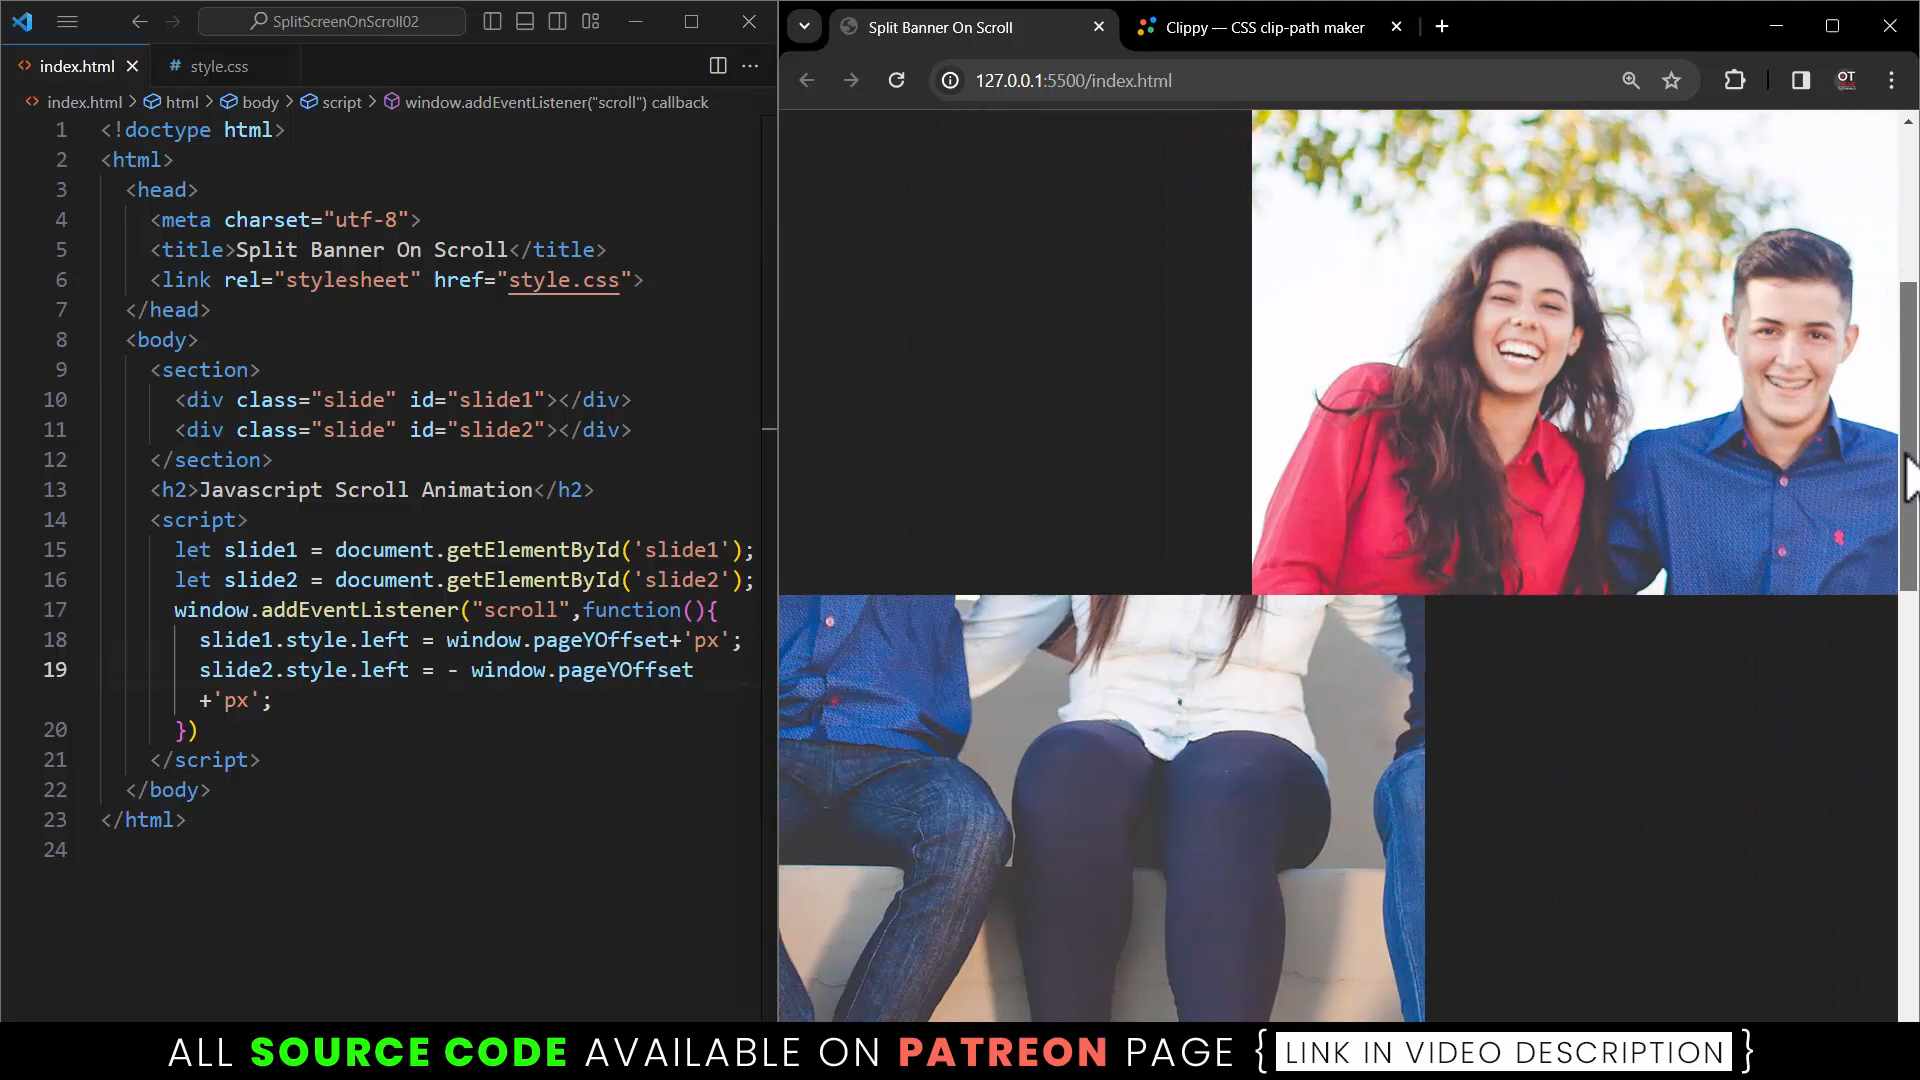 SplitScreenOnScroll02
index.html
# style.css
index.html > html > body > script > window.addEventListener("scroll") callback
1 <!doctype html>
2 <html>
3 <head>
4 <meta charset="utf-8">
5 <title>Split Banner On Scroll</title>
6 <link rel="stylesheet" href="style.css">
7 </head>
8 <body>
9 <section>
10 <div class="slide" id="slide1"></div>
11 <div class="slide" id="slide2"></div>
12 </section>
13 <h2>Javascript Scroll Animation</h2>
14 <script>
15 let slide1 = document.getElementById('slide1');
16 let slide2 = document.getElementById('slide2');
17 window.addEventListener("scroll",function(){
18 slide1.style.left = window.pageYOffset+'px';
19 slide2.style.left = - window.pageYOffset
+'px';
20 })
21 </script>
22 </body>
23 </html>
24
Split Banner On Scroll
Clippy — CSS clip-path maker
127.0.0.1:5500/index.html
OT
ALL SOURCE CODE AVAILABLE ON PATREON PAGE { LINK IN VIDEO DESCRIPTION }